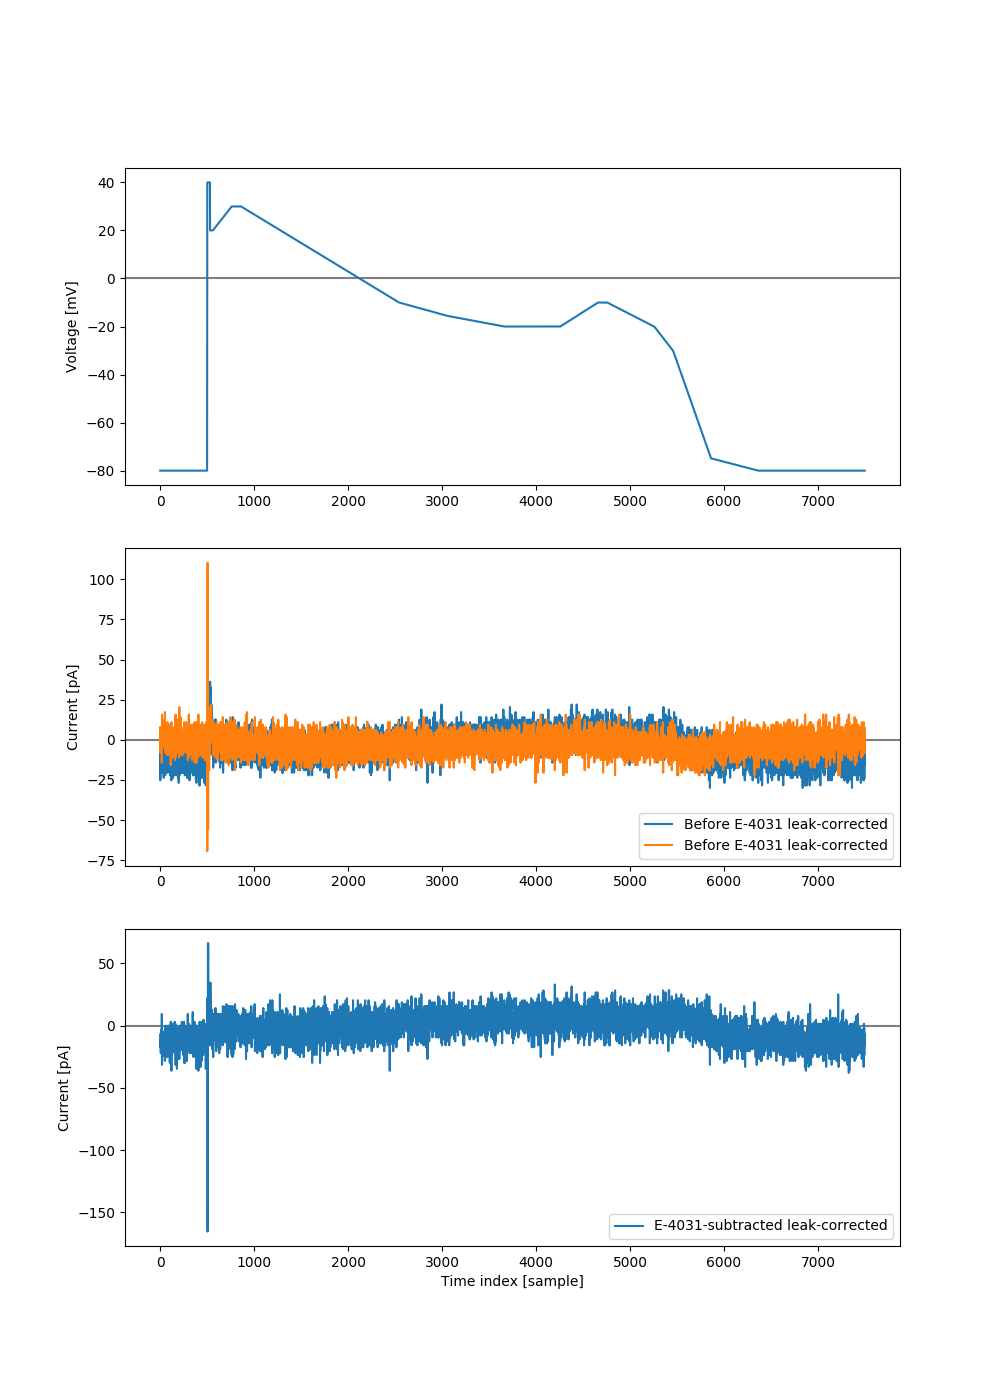 40
20
0
−20
−40
−60
−80
Voltage [mV]
0 1000 2000 3000 4000 5000 6000 7000
100
75
50
25
0
−25
−50
−75
Current [pA]
Before E-4031 leak-corrected
Before E-4031 leak-corrected
0 1000 2000 3000 4000 5000 6000 7000
50
0
−50
−100
−150
Current [pA]
E-4031-subtracted leak-corrected
0 1000 2000 3000 4000 5000 6000 7000
Time index [sample]